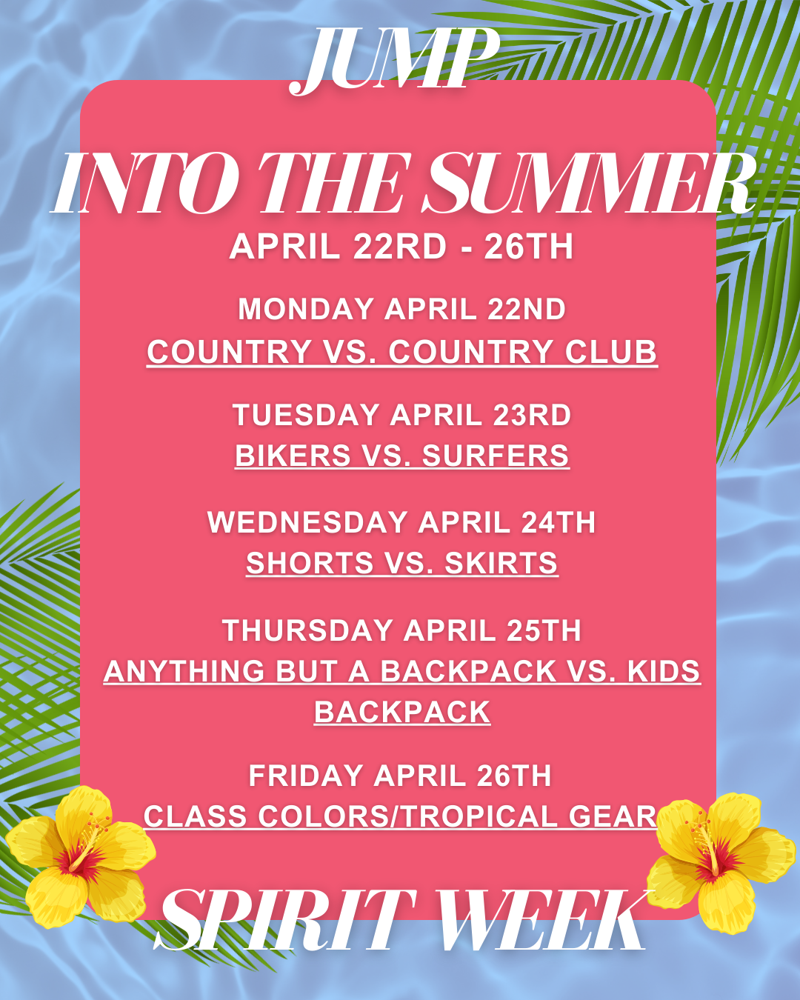 JUMP
INTO THE SUMMER
APRIL 22RD - 26TH
MONDAY APRIL 22ND
COUNTRY VS. COUNTRY CLUB
TUESDAY APRIL 23RD
BIKERS VS. SURFERS
WEDNESDAY APRIL 24TH
SHORTS VS. SKIRTS
THURSDAY APRIL 25TH
ANYTHING BUT A BACKPACK VS. KIDS
BACKPACK
FRIDAY APRIL 26TH
CLASS COLORS/TROPICAL GEAR
SPIRIT WEEK